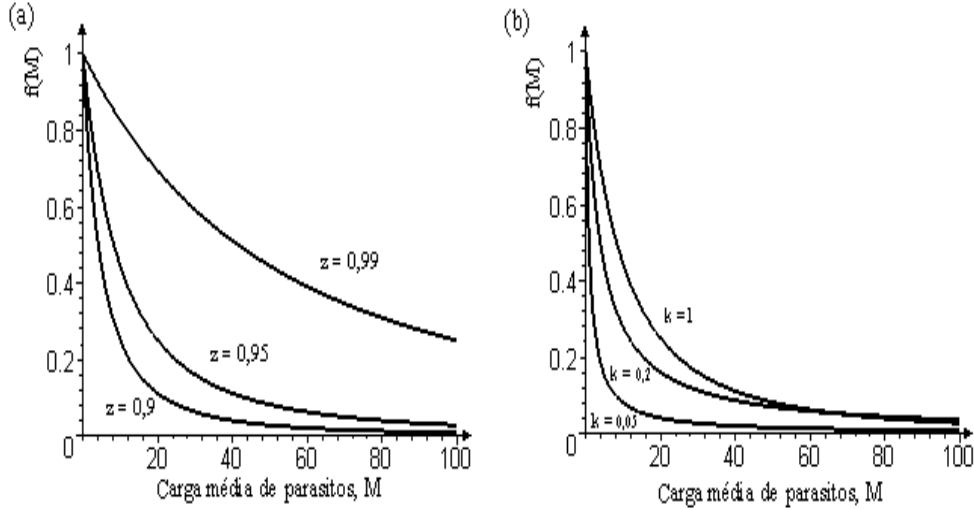 (a)
f(M)
1
0.8
0.6
0.4
0.2
0
z = 0,99
z = 0,95
z = 0,9
20
40
60
80
100
Carga média de parasitos, M
(b)
f(M)
1
0.8
0.6
0.4
0.2
0
k =1
k = 0,2
k = 0,05
20
40
60
80
100
Carga média de parasitos, M